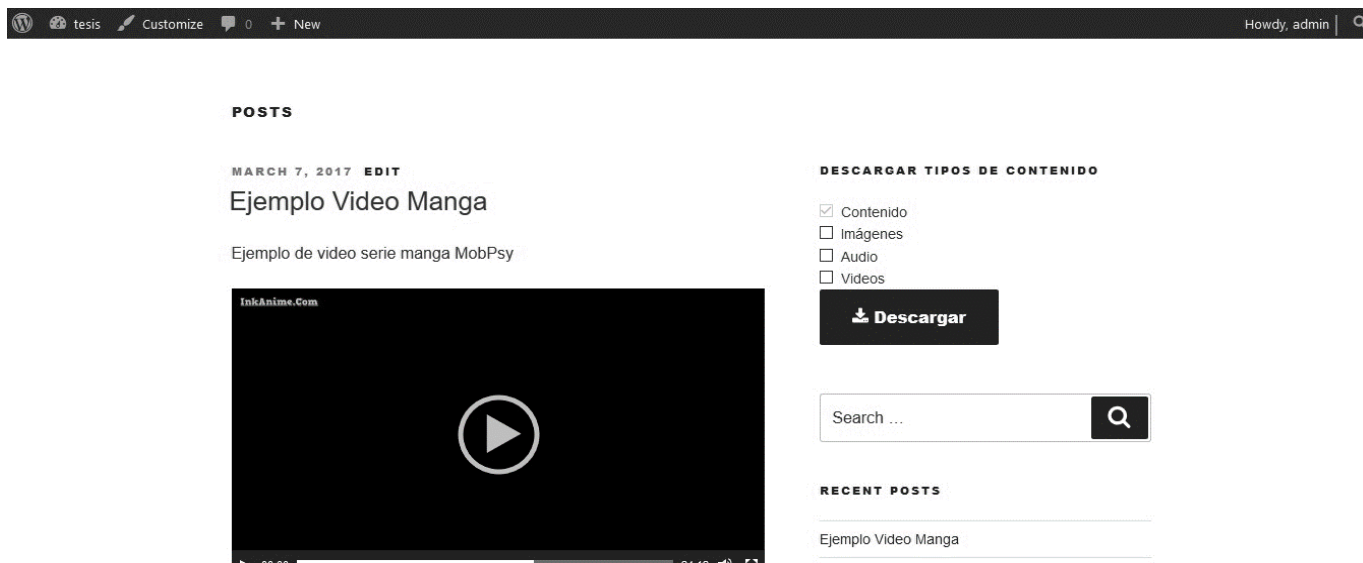 tesis Customize 0 New Howdy, admin
POSTS
MARCH 7, 2017 EDIT
Ejemplo Video Manga
Ejemplo de video serie manga MobPsy
InkAnime.Com
DESCARGAR TIPOS DE CONTENIDO
Contenido
Imágenes
Audio
Videos
Descargar
Search ...
RECENT POSTS
Ejemplo Video Manga